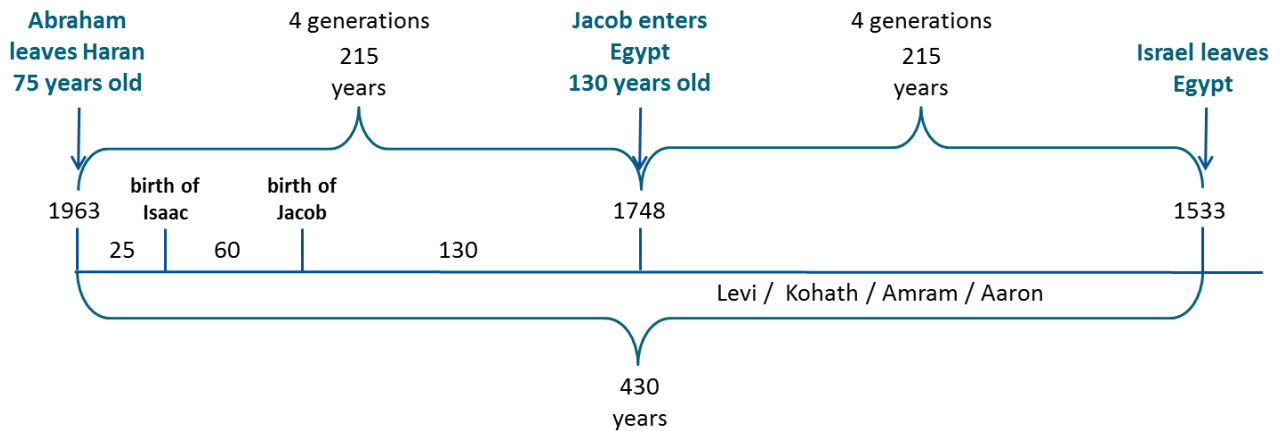 Abraham
leaves Haran
75 years old
4 generations
215
years
Jacob enters
Egypt
130 years old
4 generations
215
years
Israel leaves
Egypt
1963
birth of
Isaac
birth of
Jacob
1748
1533
25
60
130
Levi / Kohath / Amram / Aaron
430
years